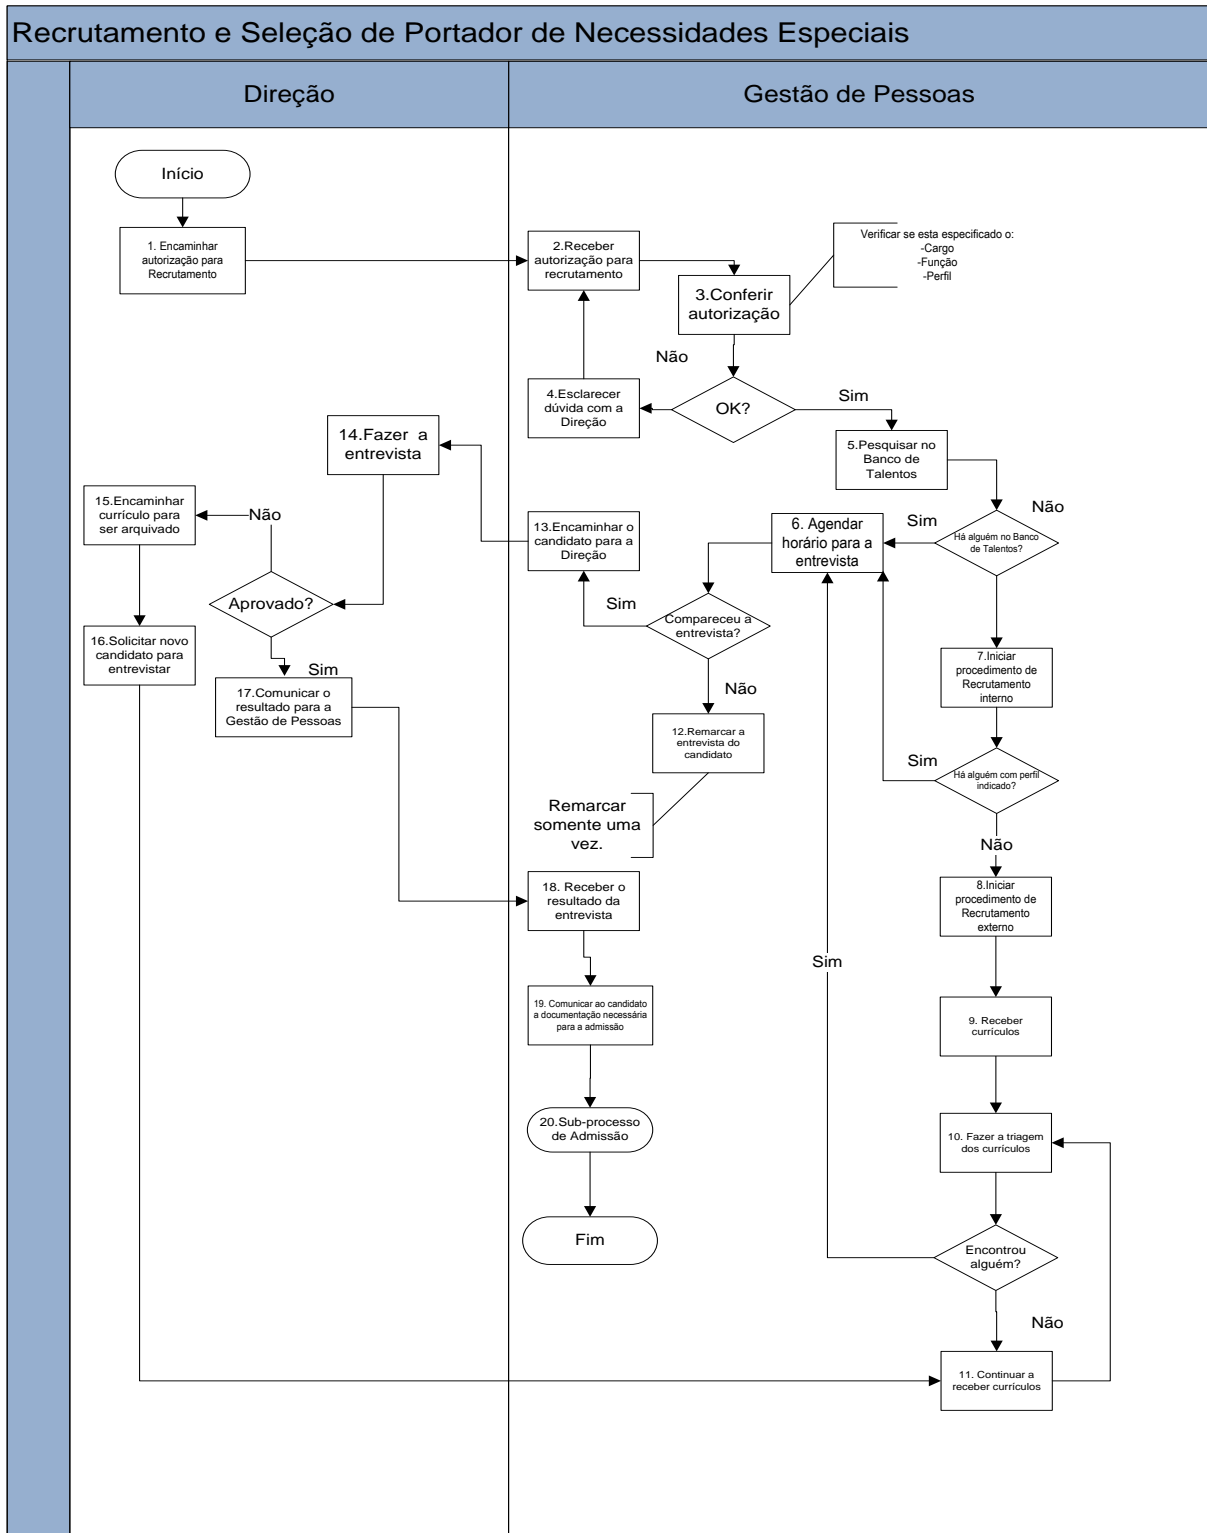 Recrutamento e Seleção de Portador de Necessidades Especiais
Direção
Gestão de Pessoas
Início
1. Encaminhar
autorização para
Recrutamento
2.Receber
autorização para
recrutamento
3.Conferir
autorização
Verificar se esta especificado o:
-Cargo
-Função
-Perfil
Não
OK?
Sim
4.Esclarecer
dúvida com a
Direção
5.Pesquisar no
Banco de
Talentos
Não
Há alguém no Banco
de Talentos?
Sim
6. Agendar
horário para a
entrevista
7.Iniciar
procedimento de
Recrutamento
interno
Há alguém com perfil
indicado?
Sim
Não
8.Iniciar
procedimento de
Recrutamento
externo
9. Receber
currículos
10. Fazer a triagem
dos currículos
Encontrou
alguém?
Sim
Não
11. Continuar a
receber currículos
Compareceu a
entrevista?
Sim
Não
12.Remarcar a
entrevista do
candidato
Remarcar
somente uma
vez.
13.Encaminhar o
candidato para a
Direção
14.Fazer a
entrevista
Aprovado?
Não
Sim
15.Encaminhar
currículo para
ser arquivado
16.Solicitar novo
candidato para
entrevistar
17.Comunicar o
resultado para a
Gestão de Pessoas
18. Receber o
resultado da
entrevista
19. Comunicar ao candidato
a documentação necessária
para a admissão
20.Sub-processo
de Admissão
Fim